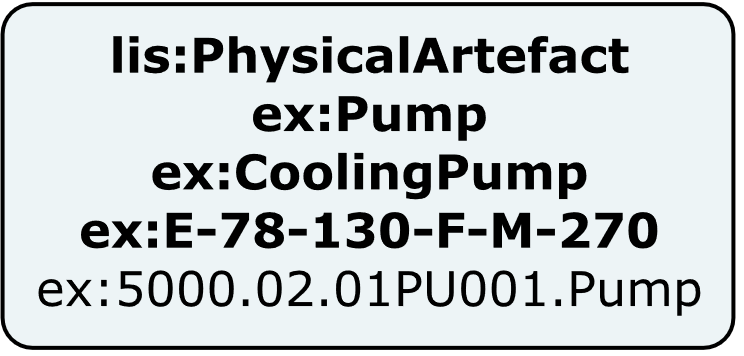 lis:PhysicalArtefact
ex:Pump
ex:CoolingPump
ex:E-78-130-F-M-270
ex:5000.02.01PU001.Pump